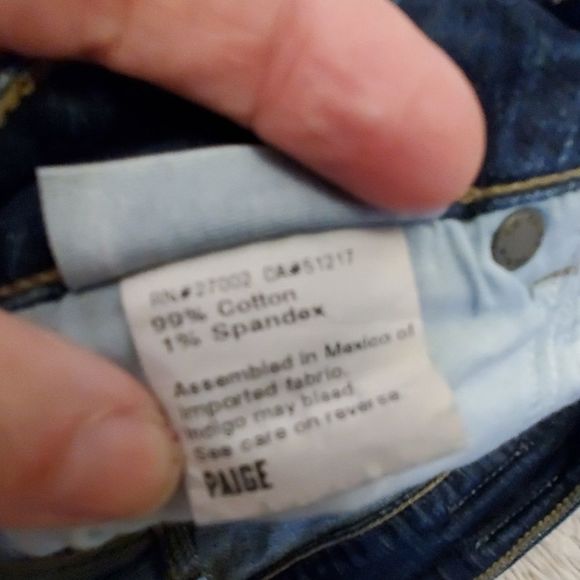 RN#27002 CA#51217
99% Cotton
1% Spandex
Assembled in Mexico of
imported fabric.
Indigo may bleed.
See care on reverse.
PAIGE